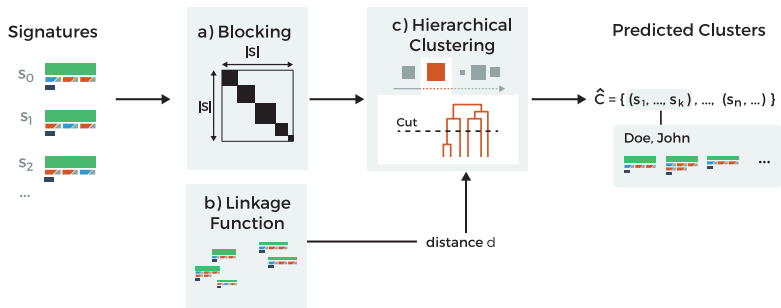 Signatures
s0
s1
s2
...
a) Blocking
|S|
|S|
b) Linkage
Function
c) Hierarchical
Clustering
Cut
distance d
Predicted Clusters
Ĉ = { (s1, ..., sk) , ..., (sn, ...) }
Doe, John
...